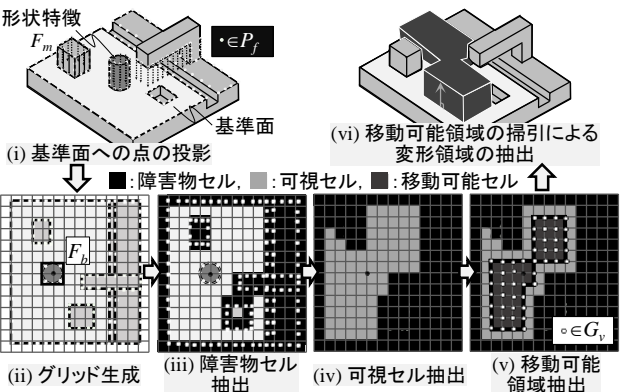 形状特徴
F_m
・∈P_f
基準面
(i) 基準面への点の投影
(vi) 移動可能領域の掃引による
変形領域の抽出
■:障害物セル, ■:可視セル, ■:移動可能セル
F_b
(ii) グリッド生成
(iii) 障害物セル
抽出
(iv) 可視セル抽出
○∈G_v
(v) 移動可能
領域抽出